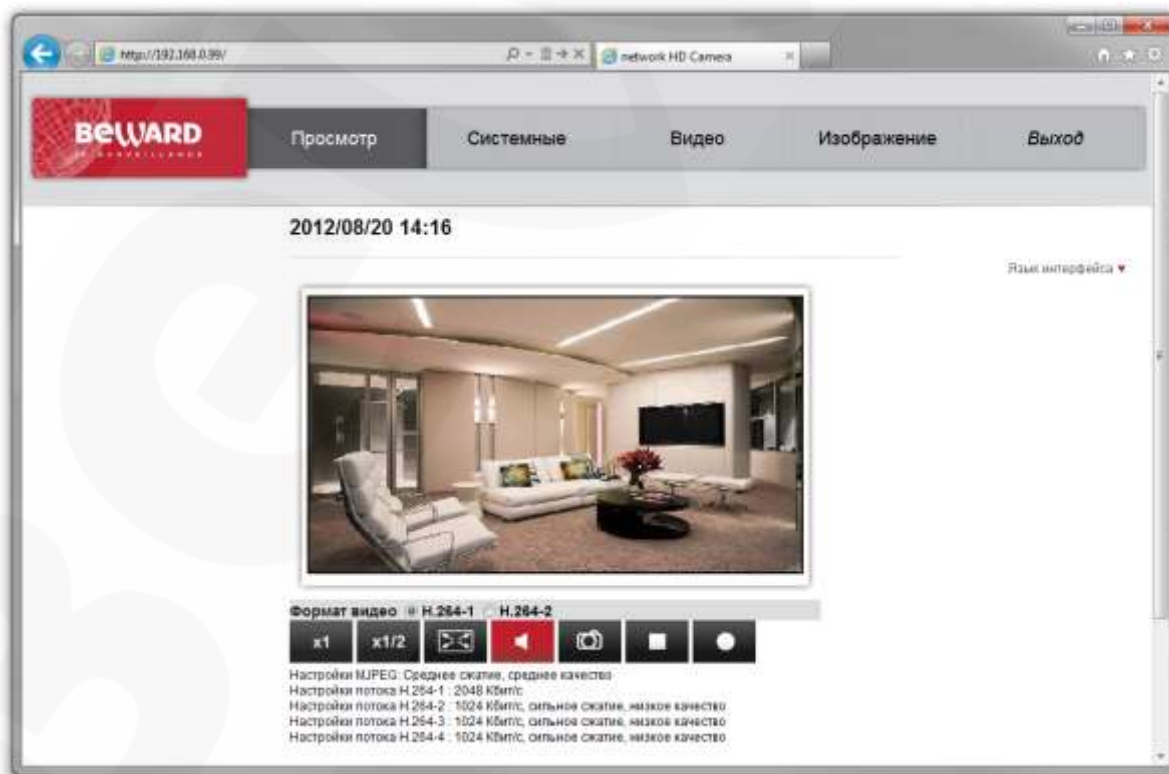 http://192.168.0.99/
network HD Camera
BEWARD
IP SURVEILLANCE
Просмотр
Системные
Видео
Изображение
Выход
2012/08/20 14:16
Язык интерфейса
Формат видео H.264-1 H.264-2
x1 x1/2
Настройки MJPEG: Среднее сжатие, среднее качество
Настройки потока H.264-1 : 2048 Кбит/с
Настройки потока H.264-2 : 1024 Кбит/с, сильное сжатие, низкое качество
Настройки потока H.264-3 : 1024 Кбит/с, сильное сжатие, низкое качество
Настройки потока H.264-4 : 1024 Кбит/с, сильное сжатие, низкое качество